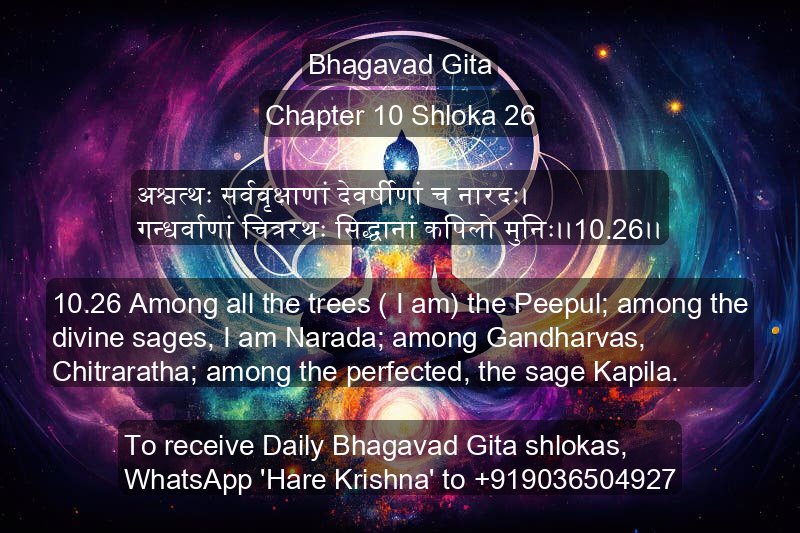 Bhagavad Gita
Chapter 10 Shloka 26
अश्वत्थः सर्ववृक्षाणां देवर्षीणां च नारदः।
गन्धर्वाणां चित्ररथः सिद्धानां कपिलो मुनिः।।10.26।।
10.26 Among all the trees ( I am) the Peepul; among the
divine sages, I am Narada; among Gandharvas,
Chitraratha; among the perfected, the sage Kapila.
To receive Daily Bhagavad Gita shlokas,
WhatsApp 'Hare Krishna' to +919036504927